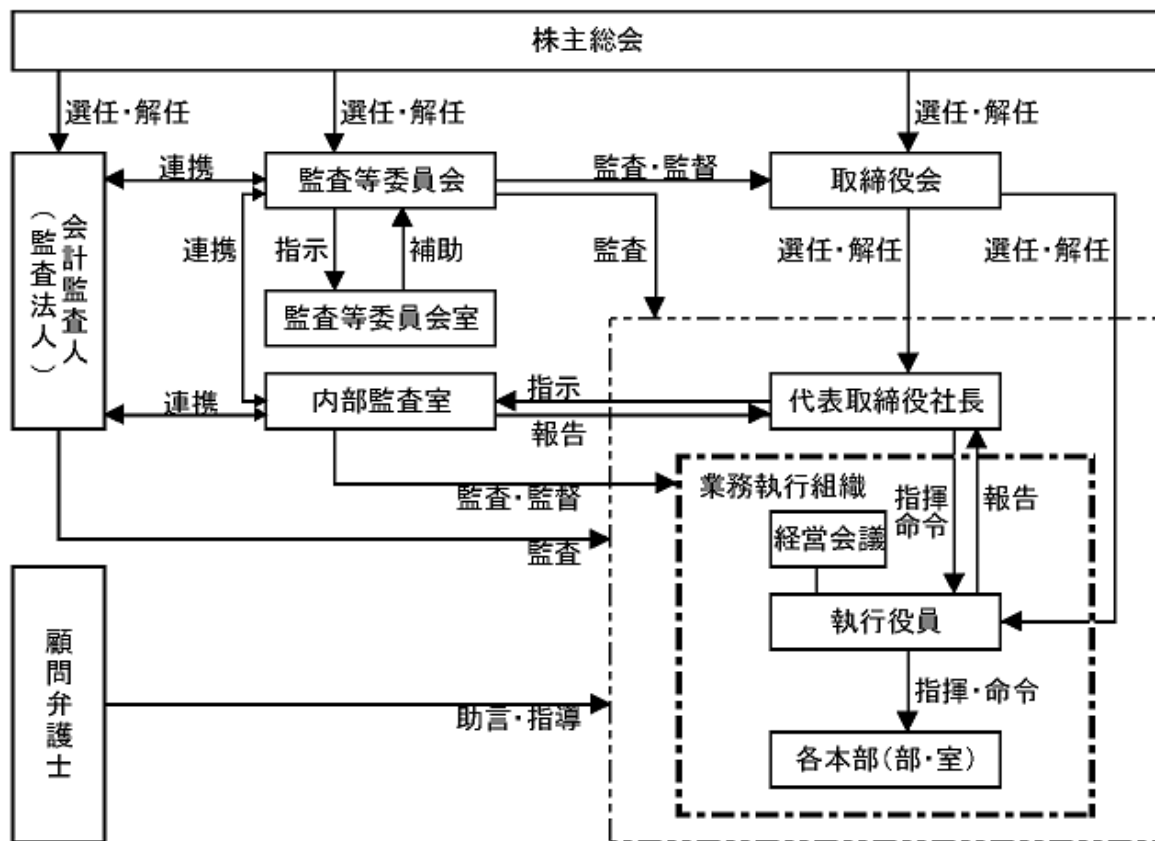 株主総会
選任・解任
選任・解任
選任・解任
会計監査人
（監査法人）
連携
監査等委員会
監査・監督
取締役会
連携
指示
補助
監査
選任・解任
選任・解任
監査等委員会室
連携
内部監査室
指示
報告
代表取締役社長
監査・監督
監査
業務執行組織
経営会議
指揮
命令
報告
執行役員
顧問弁護士
助言・指導
指揮・命令
各本部（部・室）